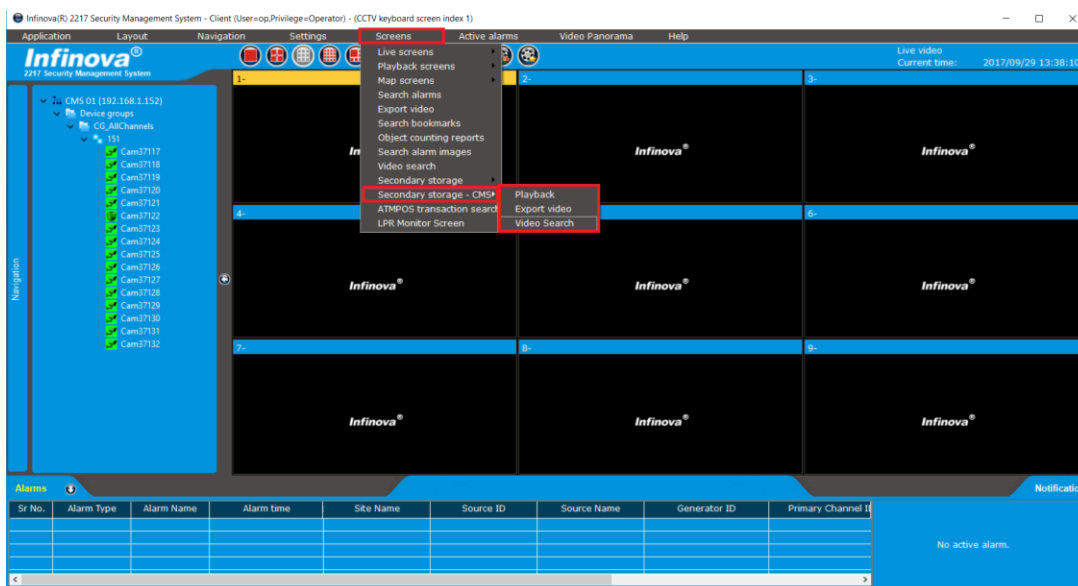 Infinova(R) 2217 Security Management System - Client (User=op,Privilege=Operator) - (CCTV keyboard screen index 1)
Application Layout Navigation Settings Screens Active alarms Video Panorama Help
Infinova®
2217 Security Management System
Live video
Current time: 2017/09/29 13:38:10
Live screens
Playback screens
Map screens
Search alarms
Export video
Search bookmarks
Object counting reports
Search alarm images
Video search
Secondary storage
Secondary storage - CMS
ATMPOS transaction search
LPR Monitor Screen
Playback
Export video
Video Search
Navigation
CMS 01 (192.168.1.152)
Device groups
CG_AllChannels
151
Cam37117
Cam37118
Cam37119
Cam37120
Cam37121
Cam37122
Cam37123
Cam37124
Cam37125
Cam37126
Cam37127
Cam37128
Cam37129
Cam37130
Cam37131
Cam37132
1- 2- 3-
In Infinova® Infinova®
4- 6-
Infinova® Infinova® Infinova®
7- 8- 9-
Infinova® Infinova® Infinova®
Alarms Notificatio
Sr No. Alarm Type Alarm Name Alarm time Site Name Source ID Source Name Generator ID Primary Channel I
No active alarm.